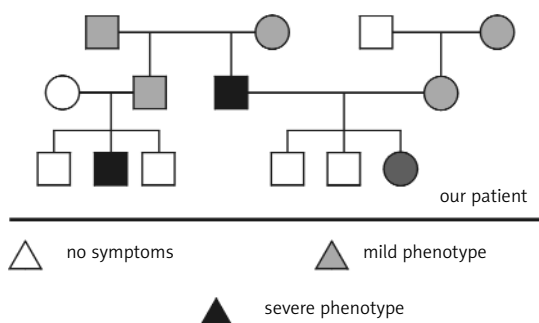 our patient
no symptoms
mild phenotype
severe phenotype